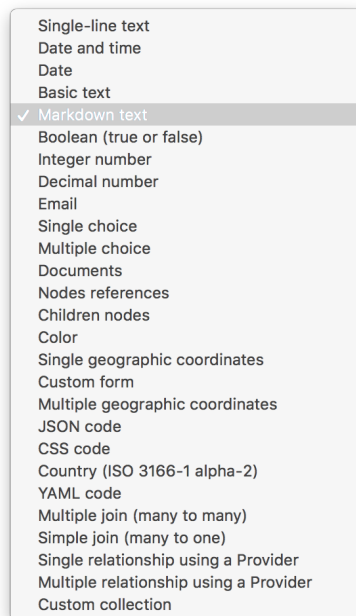 Single-line text
Date and time
Date
Basic text
✓ Markdown text
Boolean (true or false)
Integer number
Decimal number
Email
Single choice
Multiple choice
Documents
Nodes references
Children nodes
Color
Single geographic coordinates
Custom form
Multiple geographic coordinates
JSON code
CSS code
Country (ISO 3166-1 alpha-2)
YAML code
Multiple join (many to many)
Simple join (many to one)
Single relationship using a Provider
Multiple relationship using a Provider
Custom collection